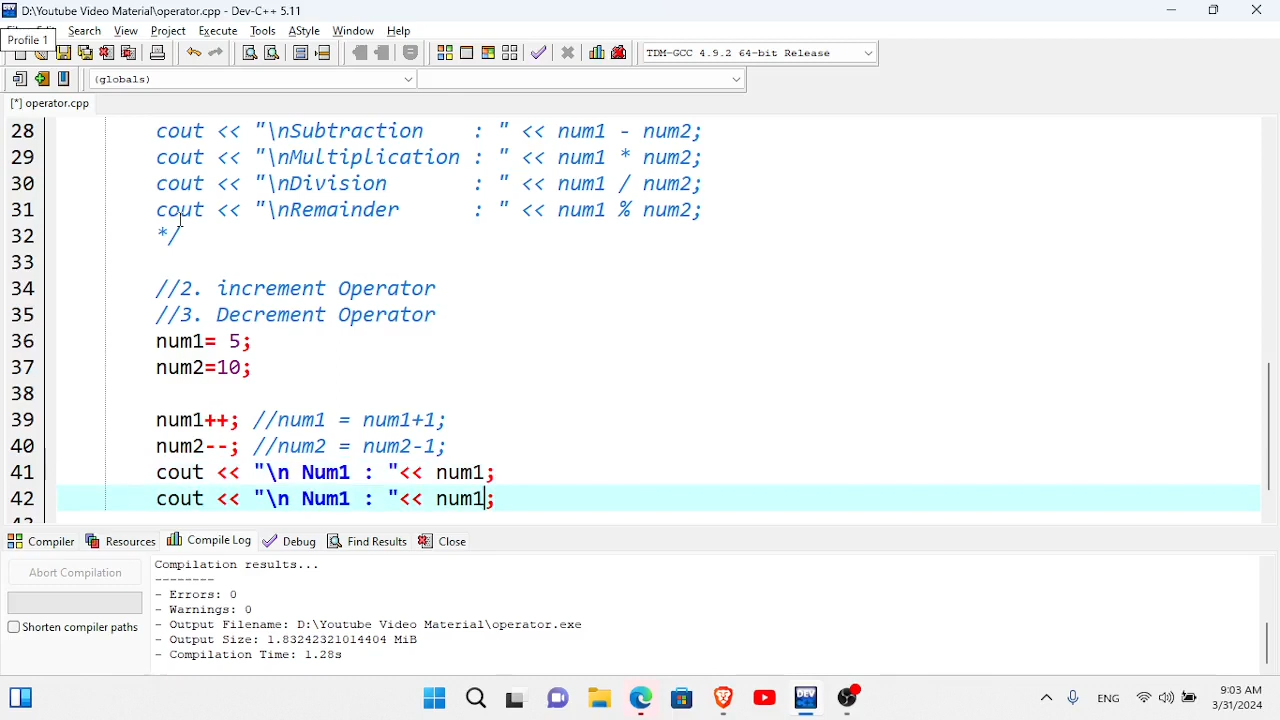 D:\Youtube Video Material\operator.cpp - Dev-C++ 5.11
Search View Project Execute Tools AStyle Window Help
Profile 1
TDM-GCC 4.9.2 64-bit Release
(globals)
[*] operator.cpp
28 cout << "\nSubtraction    : " << num1 - num2;
29 cout << "\nMultiplication : " << num1 * num2;
30 cout << "\nDivision       : " << num1 / num2;
31 cout << "\nRemainder      : " << num1 % num2;
32 */
33
34 //2. increment Operator
35 //3. Decrement Operator
36 num1= 5;
37 num2=10;
38
39 num1++; //num1 = num1+1;
40 num2--; //num2 = num2-1;
41 cout << "\n Num1 : "<< num1;
42 cout << "\n Num1 : "<< num1;
Compiler Resources Compile Log Debug Find Results Close
Abort Compilation
Shorten compiler paths
Compilation results...
--------
- Errors: 0
- Warnings: 0
- Output Filename: D:\Youtube Video Material\operator.exe
- Output Size: 1.83242321014404 MiB
- Compilation Time: 1.28s
DEV
ENG
9:03 AM
3/31/2024